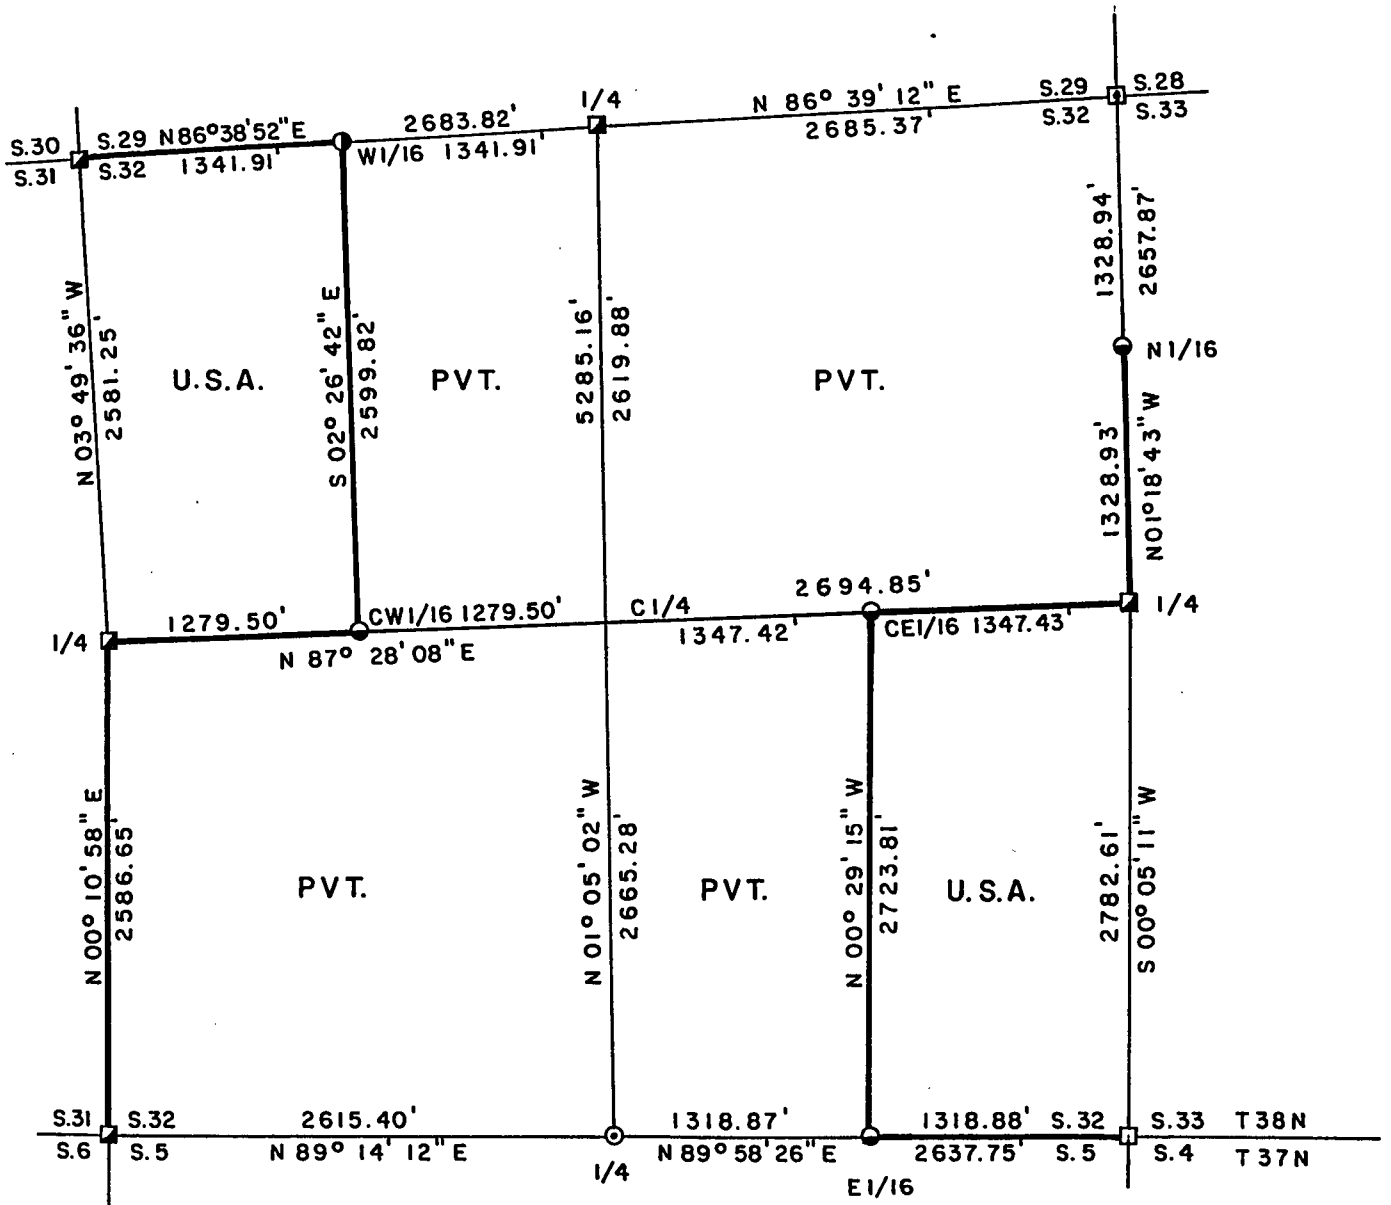 1/4
N 86° 39' 12" E
2685.37'
S.29 S.28
S.32 S.33
S.30 S.29 N86°38'52"E
S.31 S.32 1341.91'
2683.82'
W1/16 1341.91'
1328.94'
2657.87'
N1/16
1328.93'
N01°18'43"W
N 03° 49' 36" W
2581.25'
U.S.A.
S 02° 26' 42" E
2599.82'
PVT.
5285.16'
2619.88'
PVT.
1/4
1279.50'
CW1/16 1279.50'
N 87° 28' 08" E
C1/4
2694.85'
1347.42'
CE1/16 1347.43'
1/4
N 00° 10' 58" E
2586.65'
PVT.
N 01° 05' 02" W
2665.28'
PVT.
N 00° 29' 15" W
2723.81'
U.S.A.
2782.61'
S 00° 05' 11" W
S.31 S.32
S.6 S.5
2615.40'
N 89° 14' 12" E
1/4
1318.87'
N 89° 58' 26" E
E1/16
1318.88' S.32 S.33 T38N
2637.75' S.5 S.4 T37N